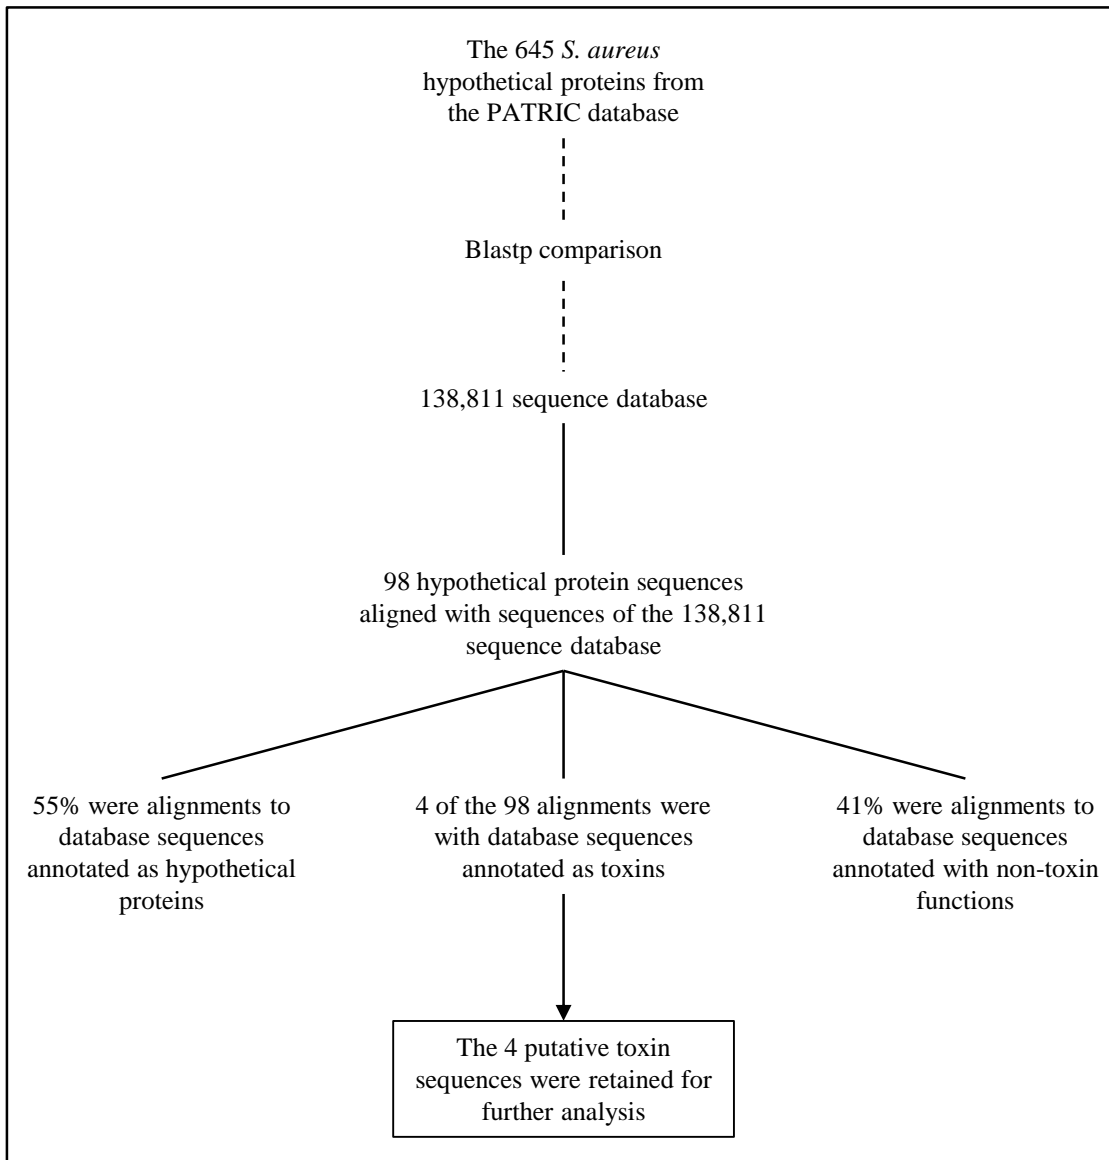 The 645 S. aureus
hypothetical proteins from
the PATRIC database
Blastp comparison
138,811 sequence database
98 hypothetical protein sequences
aligned with sequences of the 138,811
sequence database
55% were alignments to
database sequences
annotated as hypothetical
proteins
4 of the 98 alignments were
with database sequences
annotated as toxins
41% were alignments to
database sequences
annotated with non-toxin
functions
The 4 putative toxin
sequences were retained for
further analysis